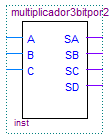 multiplicador3bitpor2
A SA
B SB
C SC
SD
inst